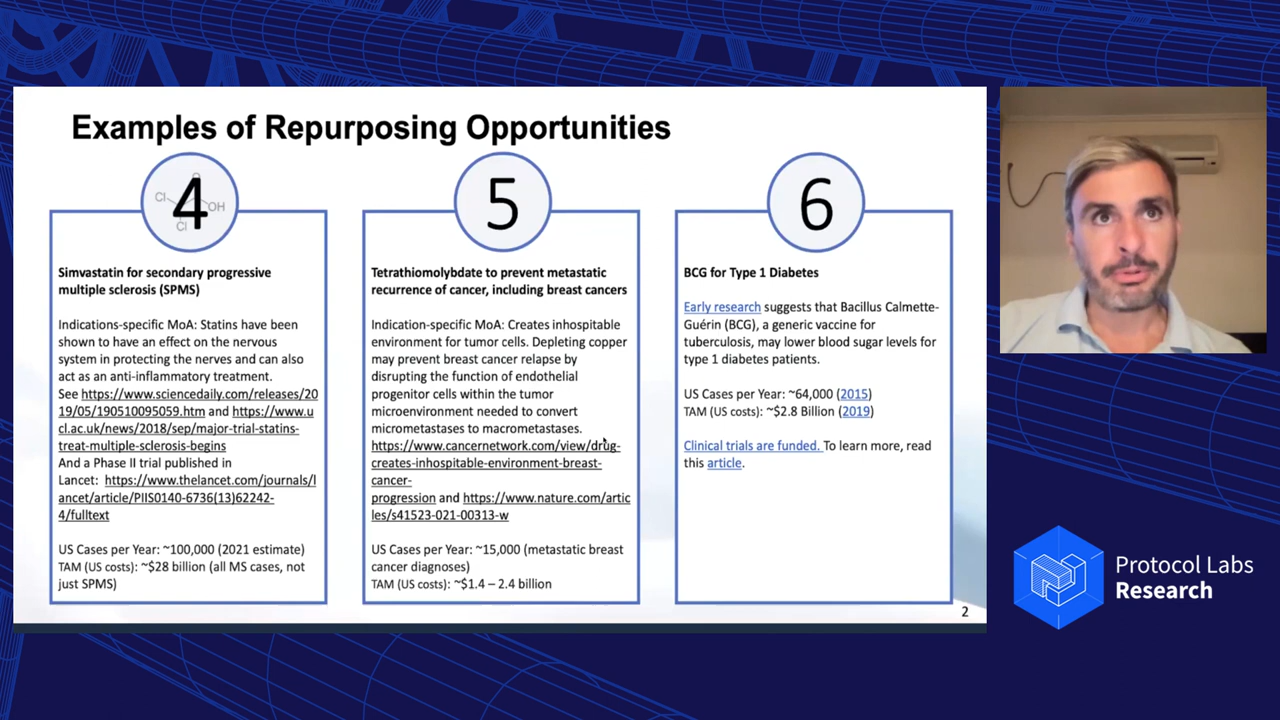 Examples of Repurposing Opportunities
4
Cl
O
OH
Cl
Simvastatin for secondary progressive
multiple sclerosis (SPMS)
Indications-specific MoA: Statins have been
shown to have an effect on the nervous
system in protecting the nerves and can also
act as an anti-inflammatory treatment.
See https://www.sciencedaily.com/releases/20
19/05/190510095059.htm and https://www.u
cl.ac.uk/news/2018/sep/major-trial-statins-
treat-multiple-sclerosis-begins
And a Phase II trial published in
Lancet: https://www.thelancet.com/journals/l
ancet/article/PIIS0140-6736(13)62242-
4/fulltext
US Cases per Year: ~100,000 (2021 estimate)
TAM (US costs): ~$28 billion (all MS cases, not
just SPMS)
5
Tetrathiomolybdate to prevent metastatic
recurrence of cancer, including breast cancers
Indication-specific MoA: Creates inhospitable
environment for tumor cells. Depleting copper
may prevent breast cancer relapse by
disrupting the function of endothelial
progenitor cells within the tumor
microenvironment needed to convert
micrometastases to macrometastases.
https://www.cancernetwork.com/view/drug-
creates-inhospitable-environment-breast-
cancer-
progression and https://www.nature.com/artic
les/s41523-021-00313-w
US Cases per Year: ~15,000 (metastatic breast
cancer diagnoses)
TAM (US costs): ~$1.4 – 2.4 billion
6
BCG for Type 1 Diabetes
Early research suggests that Bacillus Calmette-
Guérin (BCG), a generic vaccine for
tuberculosis, may lower blood sugar levels for
type 1 diabetes patients.
US Cases per Year: ~64,000 (2015)
TAM (US costs): ~$2.8 Billion (2019)
Clinical trials are funded. To learn more, read
this article.
2
Protocol Labs
Research